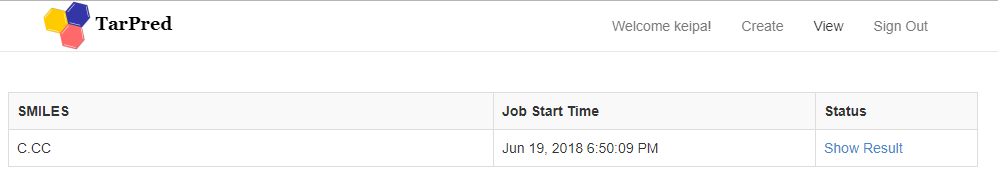 TarPred Welcome keipa! Create View Sign Out
SMILES Job Start Time Status
C.CC Jun 19, 2018 6:50:09 PM Show Result